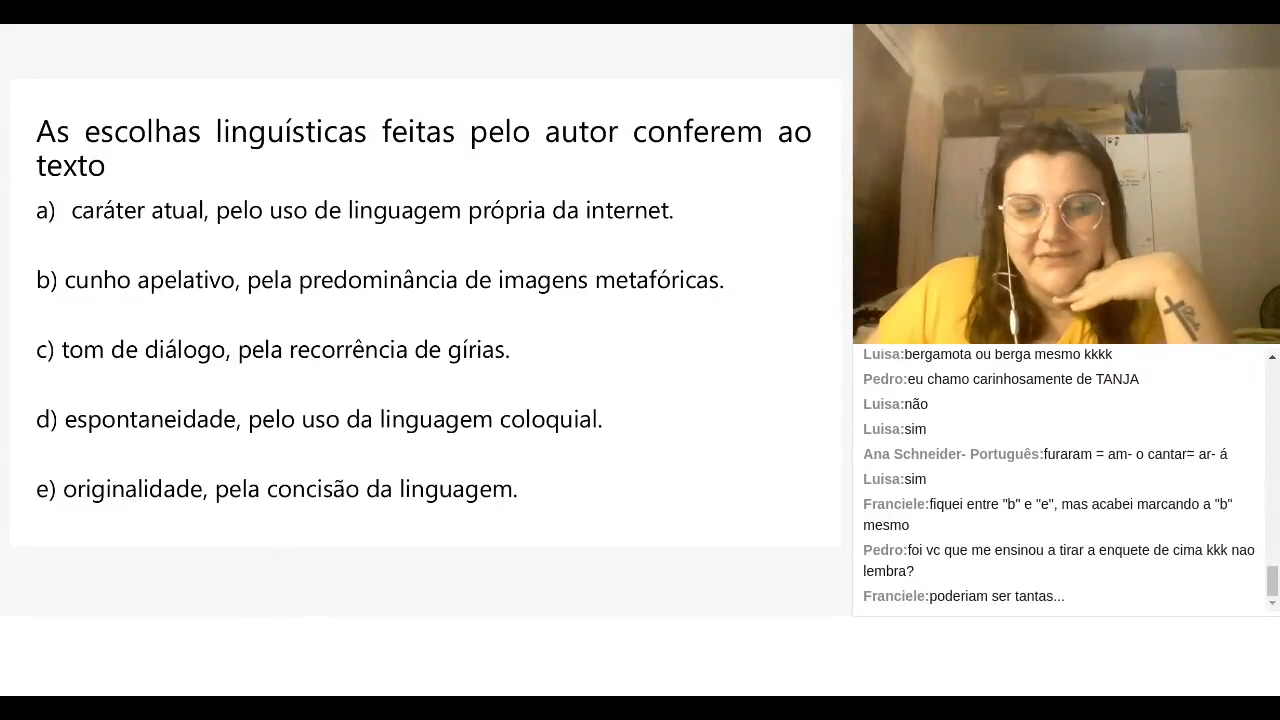 As escolhas linguísticas feitas pelo autor conferem ao
texto
a) caráter atual, pelo uso de linguagem própria da internet.
b) cunho apelativo, pela predominância de imagens metafóricas.
c) tom de diálogo, pela recorrência de gírias.
d) espontaneidade, pelo uso da linguagem coloquial.
e) originalidade, pela concisão da linguagem.
Luisa:bergamota ou berga mesmo kkkk
Pedro:eu chamo carinhosamente de TANJA
Luisa:não
Luisa:sim
Ana Schneider- Português:furaram = am- o cantar= ar- á
Luisa:sim
Franciele:fiquei entre "b" e "e", mas acabei marcando a "b"
mesmo
Pedro:foi vc que me ensinou a tirar a enquete de cima kkk nao
lembra?
Franciele:poderiam ser tantas...